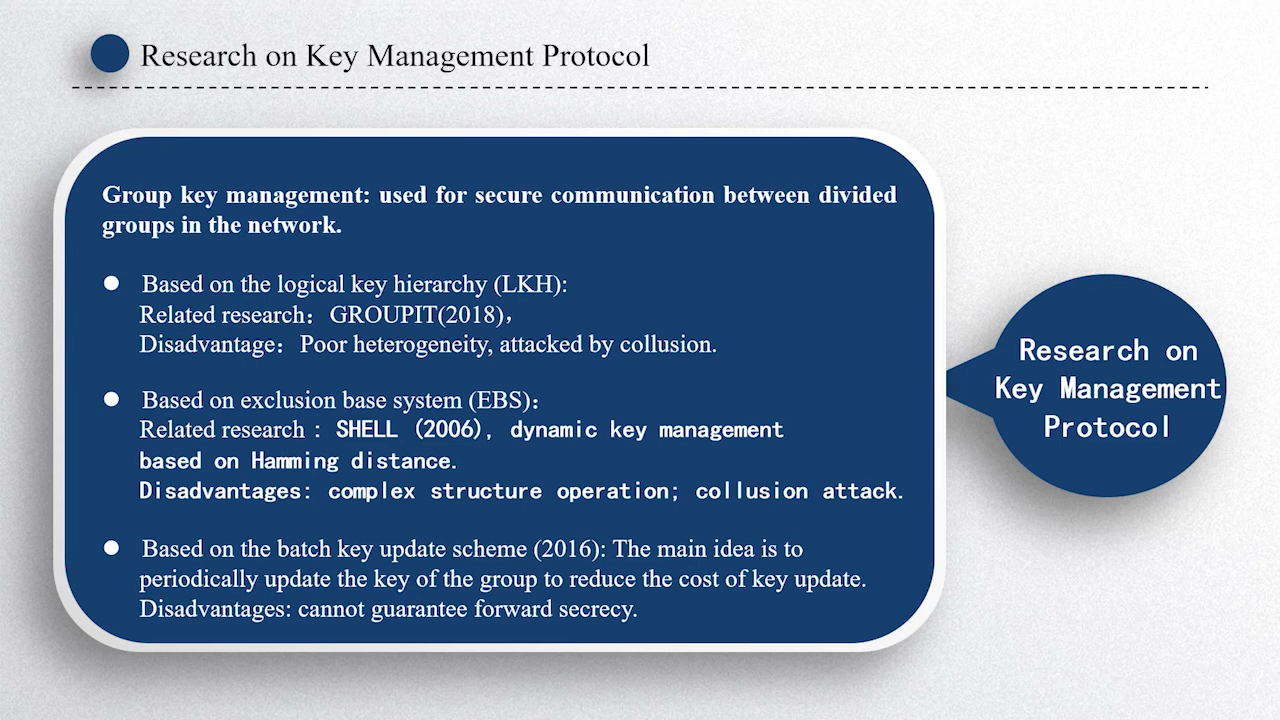 Research on Key Management Protocol
Group key management: used for secure communication between divided
groups in the network.
● Based on the logical key hierarchy (LKH):
Related research：GROUPIT(2018)，
Disadvantage：Poor heterogeneity, attacked by collusion.
● Based on exclusion base system (EBS)：
Related research : SHELL (2006), dynamic key management
based on Hamming distance.
Disadvantages: complex structure operation; collusion attack.
● Based on the batch key update scheme (2016): The main idea is to
periodically update the key of the group to reduce the cost of key update.
Disadvantages: cannot guarantee forward secrecy.
Research on
Key Management
Protocol